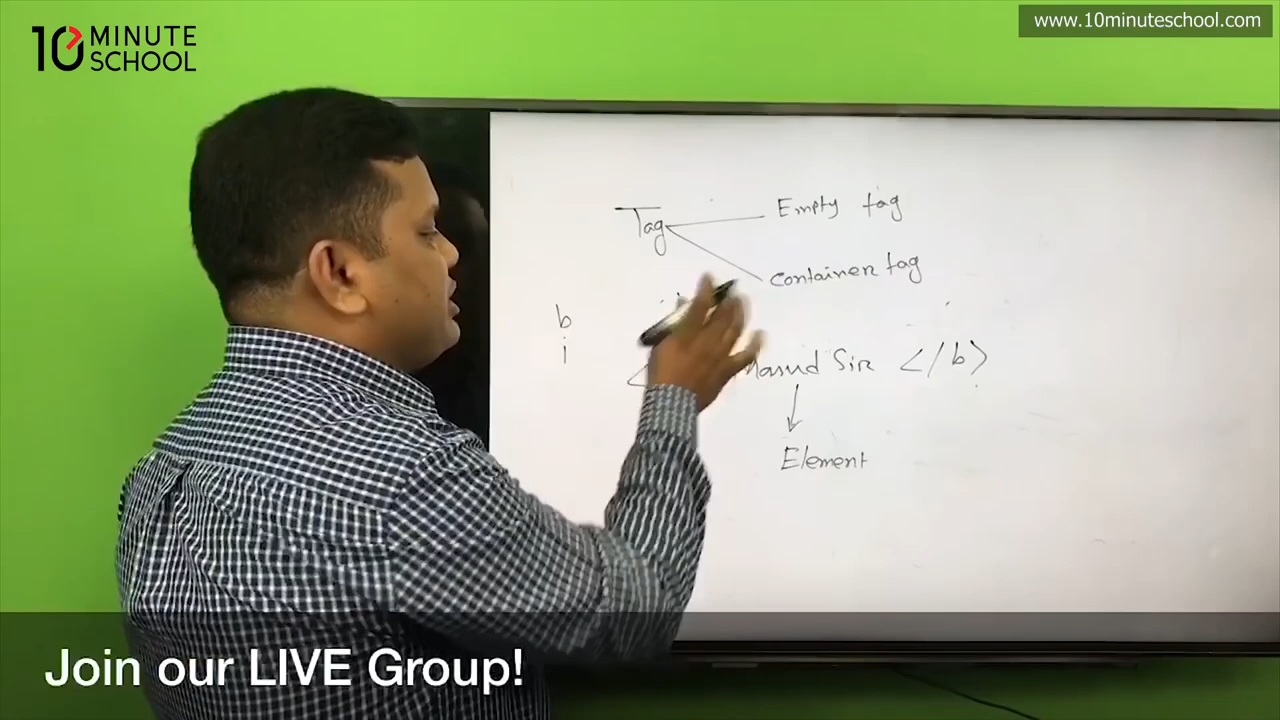 10 MINUTE
SCHOOL
www.10minuteschool.com
Tag
Empty tag
Container tag
b
i
<
Masud Sir </b>
Element
Join our LIVE Group!